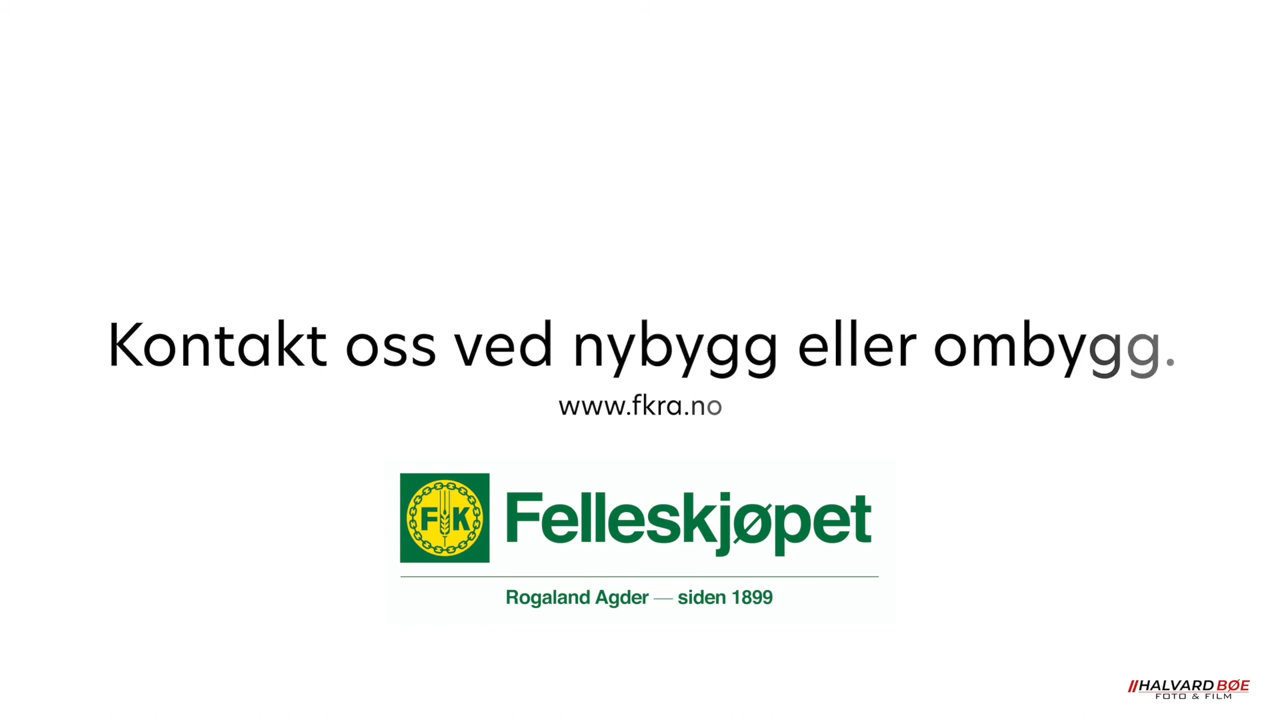 Kontakt oss ved nybygg eller ombygg.
www.fkra.no
FK
Felleskjøpet
Rogaland Agder — siden 1899
//HALVARD BØE
FOTO & FILM